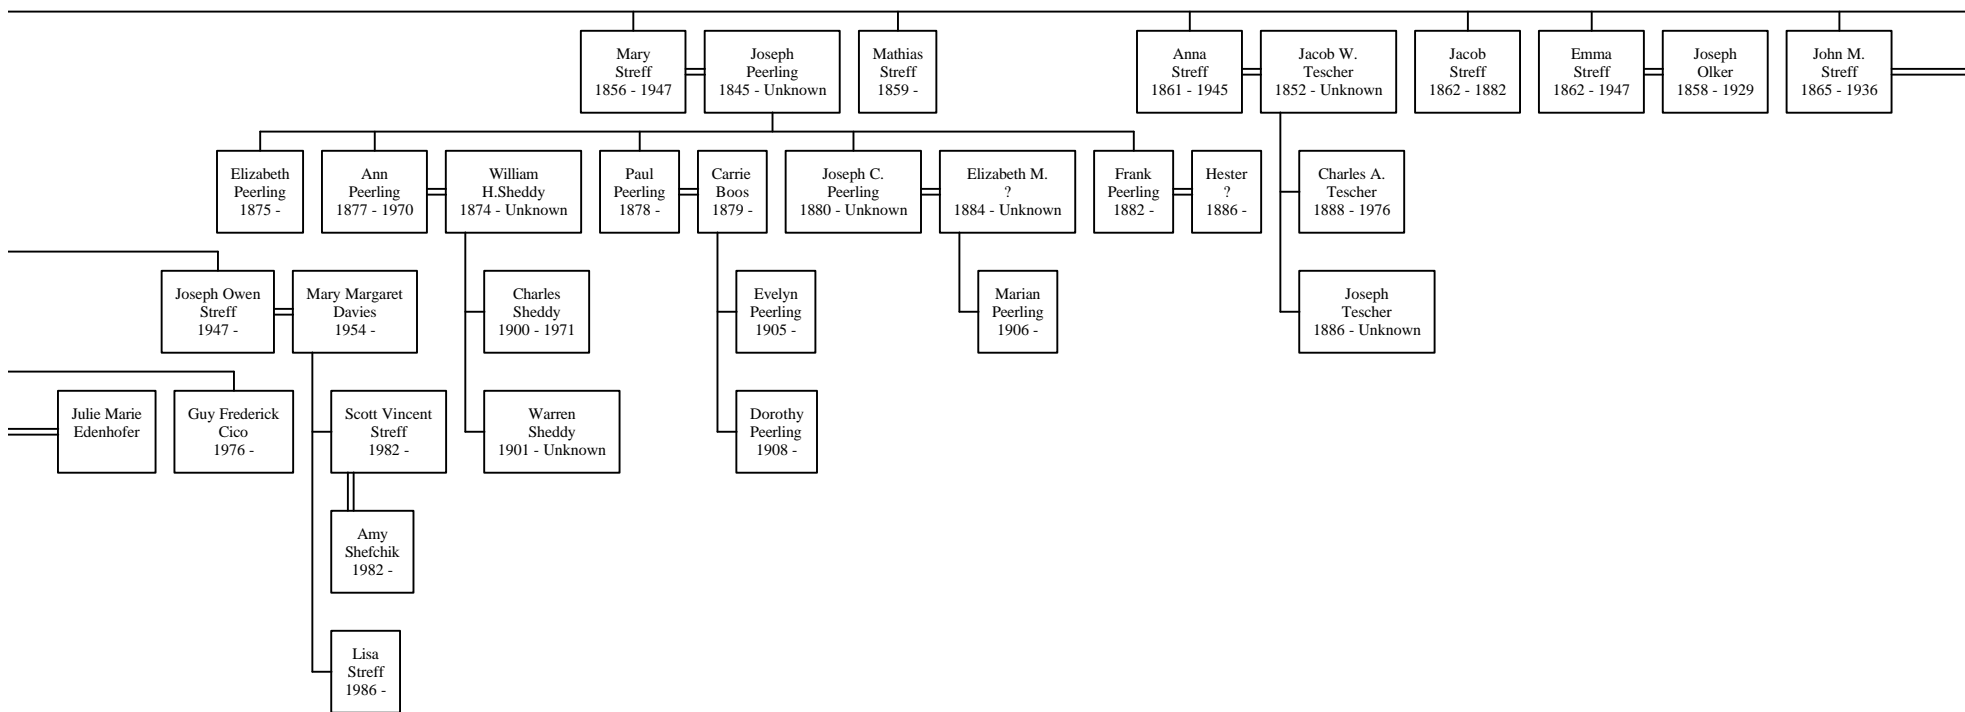 Mary
Streff
1856 - 1947
Joseph
Peerling
1845 - Unknown
Mathias
Streff
1859 -
Anna
Streff
1861 - 1945
Jacob W.
Tescher
1852 - Unknown
Jacob
Streff
1862 - 1882
Emma
Streff
1862 - 1947
Joseph
Olker
1858 - 1929
John M.
Streff
1865 - 1936
Elizabeth
Peerling
1875 -
Ann
Peerling
1877 - 1970
William
H.Sheddy
1874 - Unknown
Paul
Peerling
1878 -
Carrie
Boos
1879 -
Joseph C.
Peerling
1880 - Unknown
Elizabeth M.
?
1884 - Unknown
Frank
Peerling
1882 -
Hester
?
1886 -
Charles A.
Tescher
1888 - 1976
Joseph Owen
Streff
1947 -
Mary Margaret
Davies
1954 -
Charles
Sheddy
1900 - 1971
Evelyn
Peerling
1905 -
Marian
Peerling
1906 -
Joseph
Tescher
1886 - Unknown
Julie Marie
Edenhofer
Guy Frederick
Cico
1976 -
Scott Vincent
Streff
1982 -
Warren
Sheddy
1901 - Unknown
Dorothy
Peerling
1908 -
Amy
Shefchik
1982 -
Lisa
Streff
1986 -